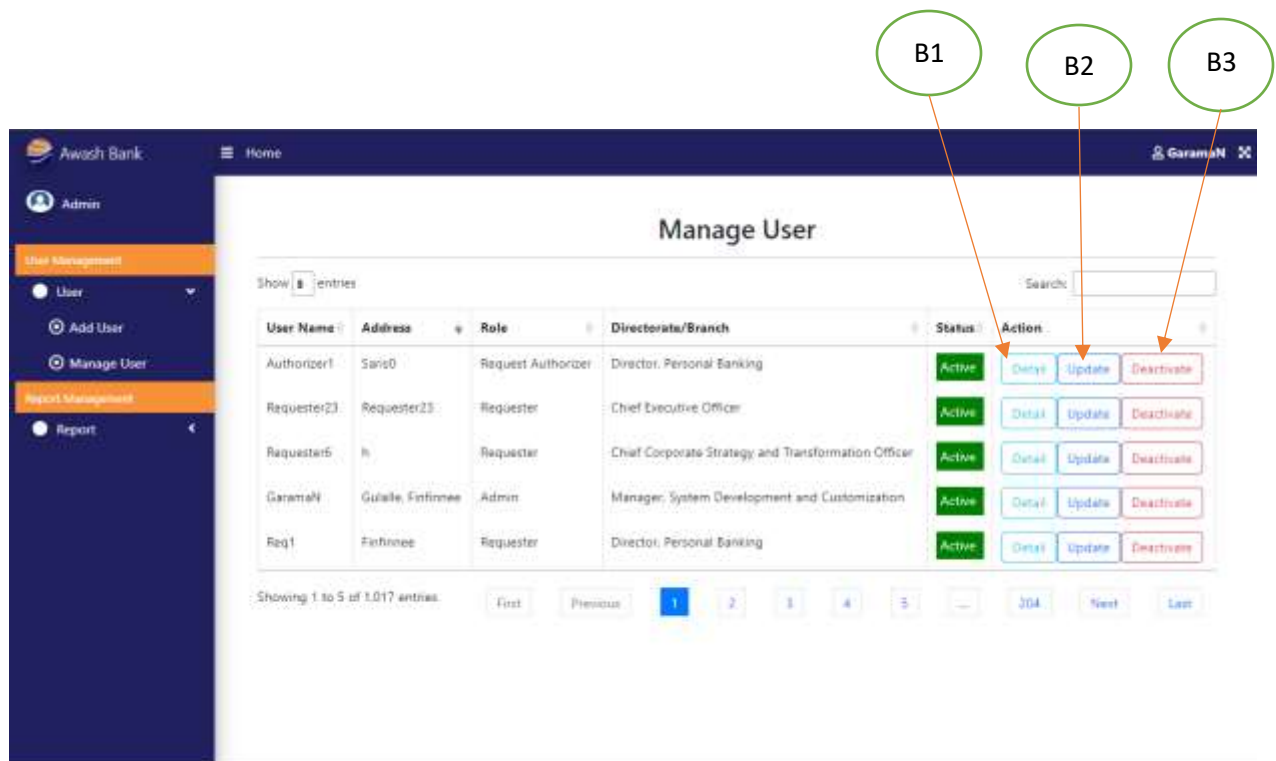 B1 B2 B3
Awash Bank Home GaramaN
Admin
Manage User
User Management
User
Show entries Search:
Add User
Manage User
User Name Address Role Directorate/Branch Status Action
Authorizer1 Request Authorizer Director, Personal Banking Active Detail Update Deactivate
Report Management
Requester23 Requester23 Requester Chief Executive Officer Active Detail Update Deactivate
Report
Requester6 h Requester Chief Corporate Strategy and Transformation Officer Active Detail Update Deactivate
GaramaN Gulalle, Finfinnee Admin Manager, System Development and Customization Active Detail Update Deactivate
Req1 Finfinnee Requester Director, Personal Banking Active Detail Update Deactivate
Showing 1 to 5 of 1,017 entries First Previous 1 2 3 4 5 ... 204 Next Last